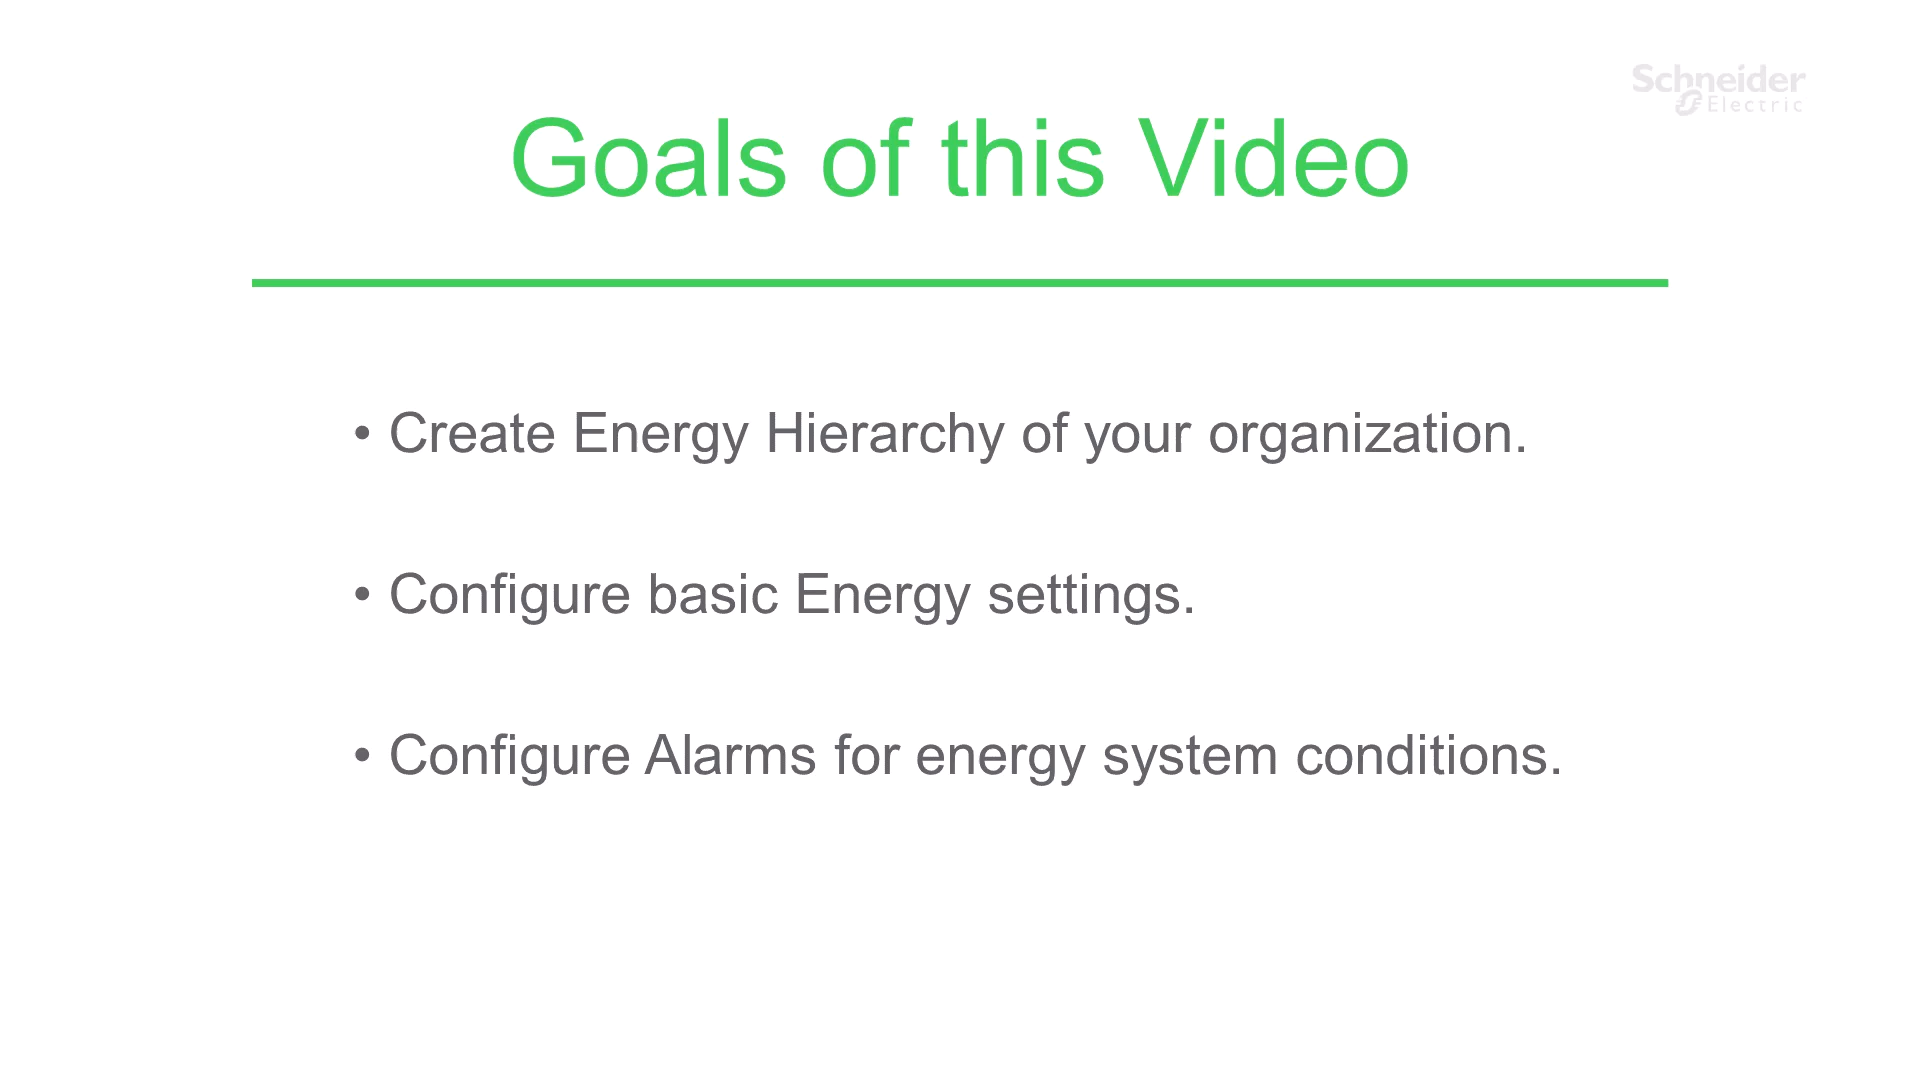 Schneider
Electric
Goals of this Video
• Create Energy Hierarchy of your organization.
• Configure basic Energy settings.
• Configure Alarms for energy system conditions.